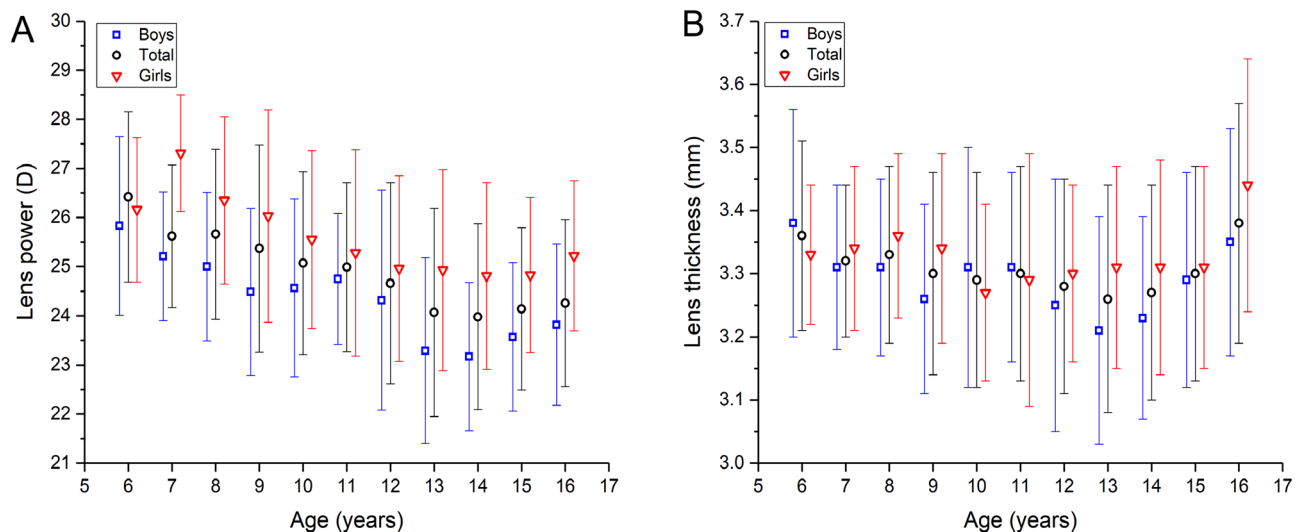 A
Boys
Total
Girls
30
29
28
27
26
25
24
23
22
21
Lens power (D)
5 6 7 8 9 10 11 12 13 14 15 16 17
Age (years)
B
Boys
Total
Girls
3.7
3.6
3.5
3.4
3.3
3.2
3.1
3.0
Lens thickness (mm)
5 6 7 8 9 10 11 12 13 14 15 16 17
Age (years)